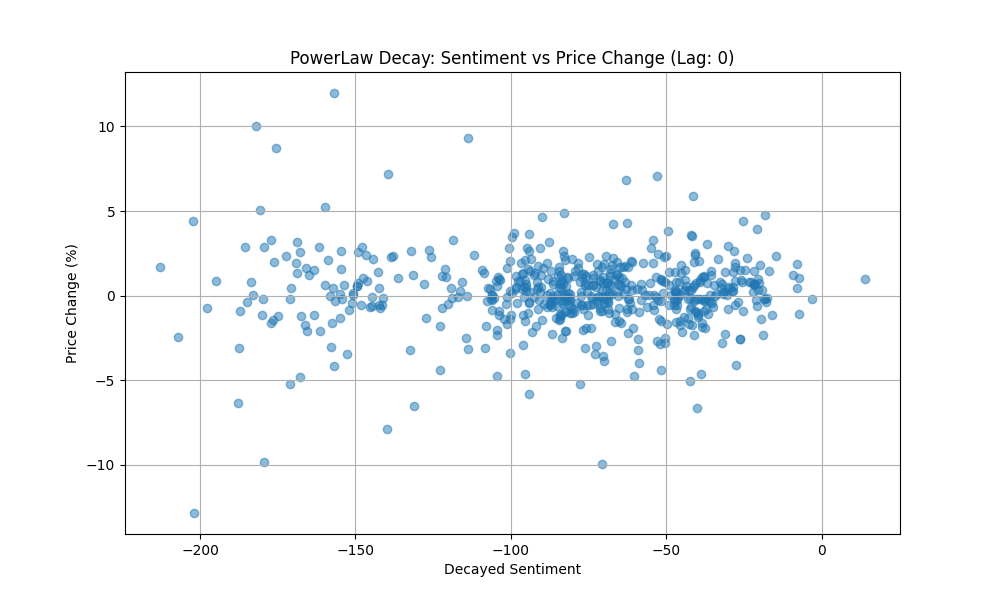 PowerLaw Decay: Sentiment vs Price Change (Lag: 0)
Price Change (%)
10
5
0
−5
−10
−200 −150 −100 −50 0
Decayed Sentiment